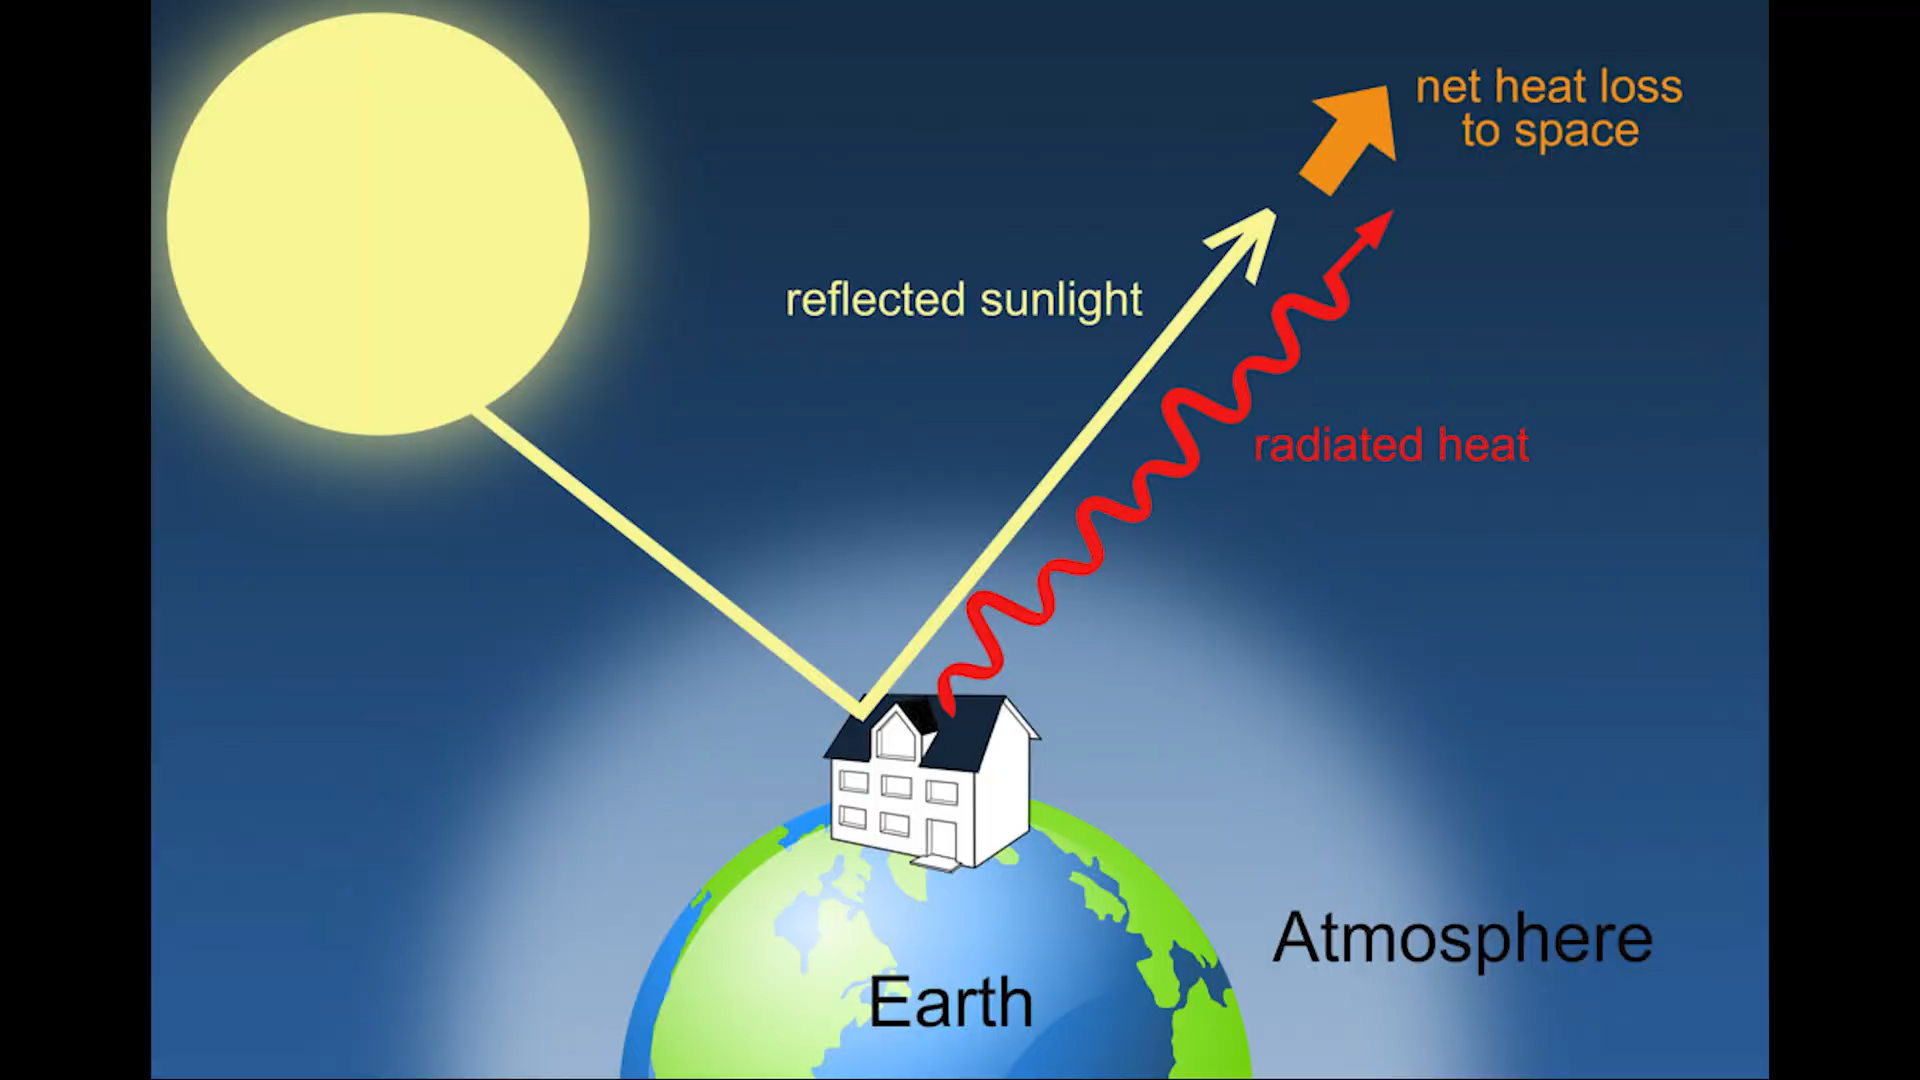 net heat loss
to space
reflected sunlight
radiated heat
Atmosphere
Earth